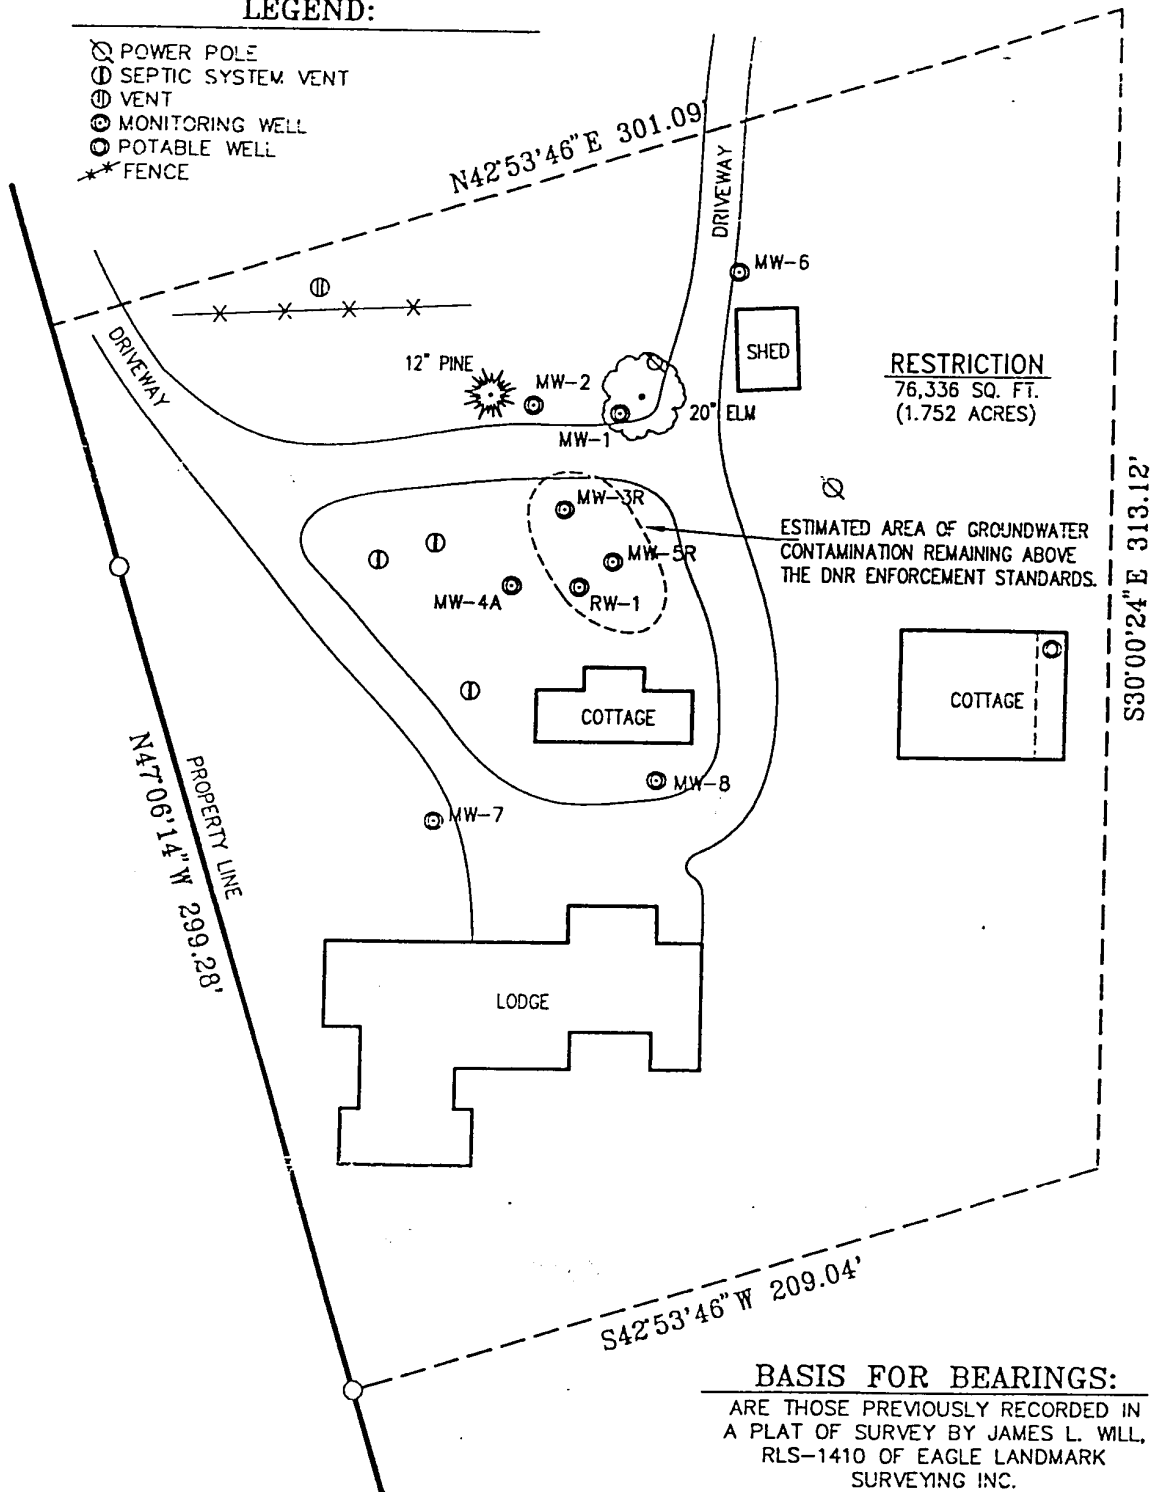 LEGEND:
POWER POLE
SEPTIC SYSTEM VENT
VENT
MONITORING WELL
POTABLE WELL
FENCE
N42°53'46"E 301.09'
DRIVEWAY
MW-6
DRIVEWAY
SHED
12" PINE
MW-2
20" ELM
MW-1
RESTRICTION
76,336 SQ. FT.
(1.752 ACRES)
MW-3R
ESTIMATED AREA OF GROUNDWATER
CONTAMINATION REMAINING ABOVE
THE DNR ENFORCEMENT STANDARDS.
MW-5R
MW-4A
RW-1
S30°00'24"E 313.12'
COTTAGE
COTTAGE
MW-8
MW-7
PROPERTY LINE
N47°06'14"W 299.28'
LODGE
S42°53'46"W 209.04'
BASIS FOR BEARINGS:
ARE THOSE PREVIOUSLY RECORDED IN
A PLAT OF SURVEY BY JAMES L. WILL,
RLS-1410 OF EAGLE LANDMARK
SURVEYING INC.